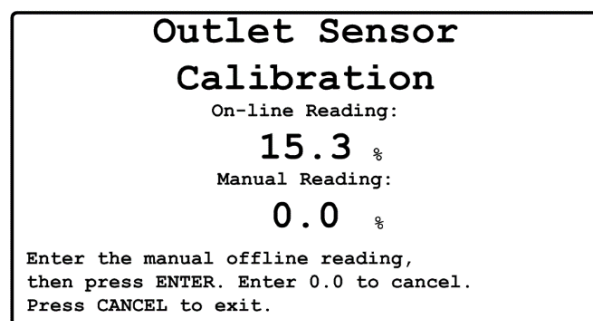 Outlet Sensor
Calibration
On-line Reading:
15.3 %
Manual Reading:
0.0 %
Enter the manual offline reading,
then press ENTER. Enter 0.0 to cancel.
Press CANCEL to exit.